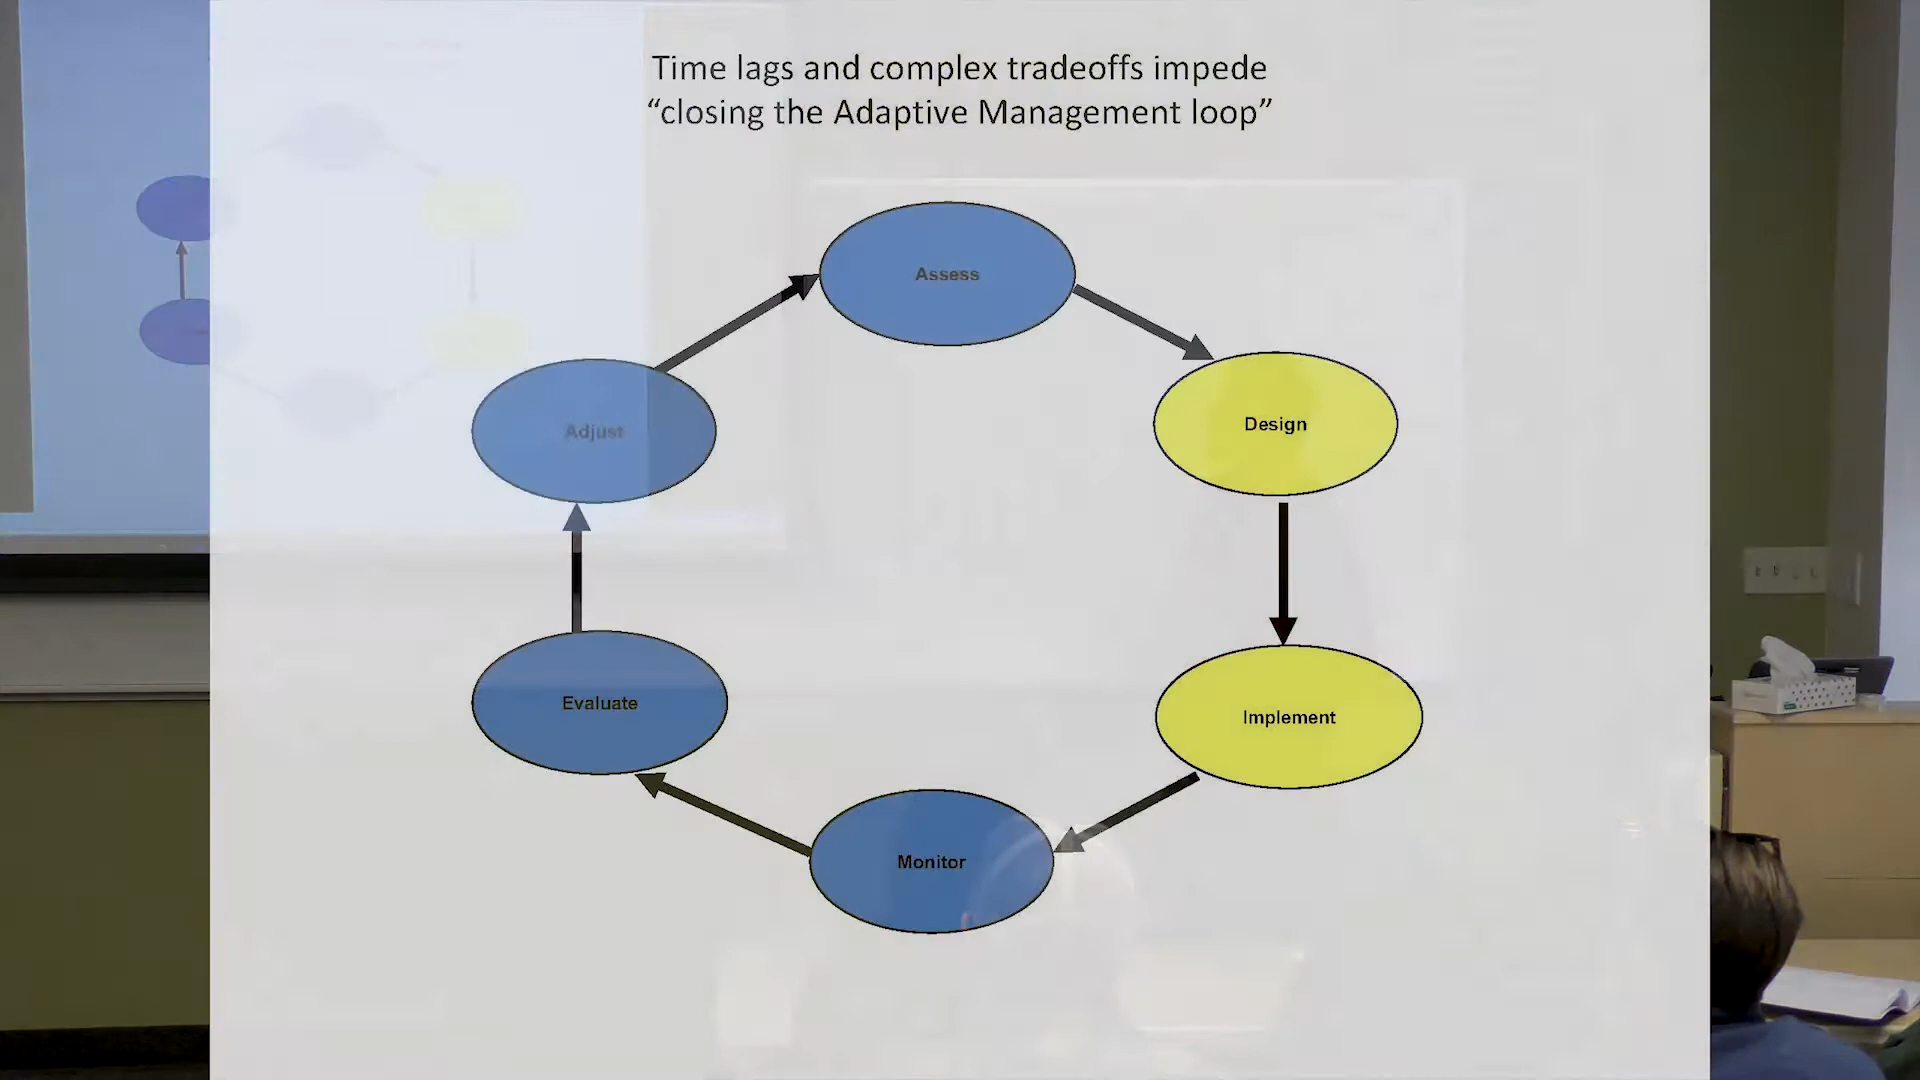 Time lags and complex tradeoffs impede
“closing the Adaptive Management loop”
Assess
Adjust
Design
Evaluate
Implement
Monitor